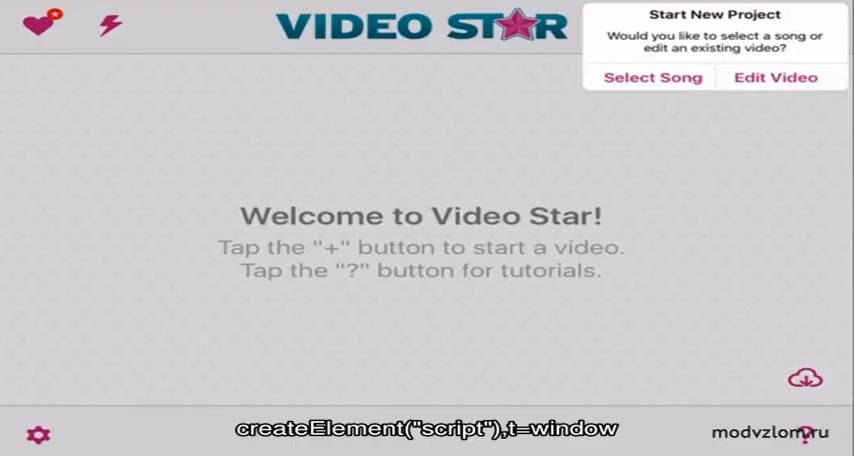 VIDEO STAR
Start New Project
Would you like to select a song or
edit an existing video?
Select Song
Edit Video
Welcome to Video Star!
Tap the "+" button to start a video.
Tap the "?" button for tutorials.
createElement("script"),t=window
modvzlom.ru
?